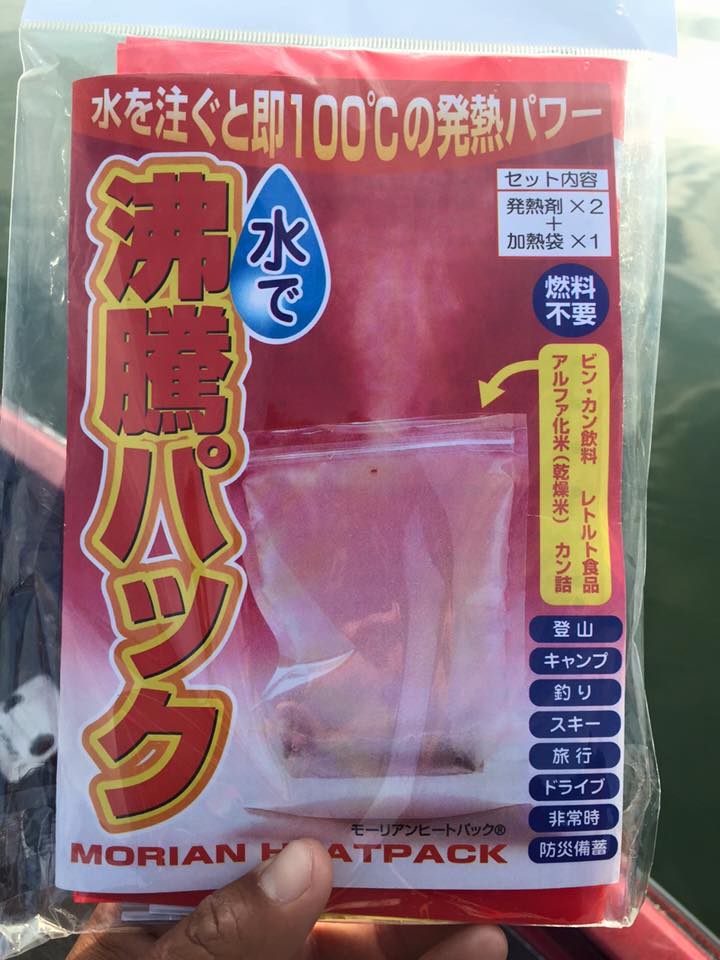 水を注ぐと即100℃の発熱パワー
水で
沸騰パック
セット内容
発熱剤×2
+
加熱袋×1
燃料
不要
ビン・カン飲料 レトルト食品
アルファ化米(乾燥米) カン詰
登山
キャンプ
釣り
スキー
旅行
ドライブ
非常時
防災備蓄
モーリアンヒートパック®
MORIAN H ATPACK